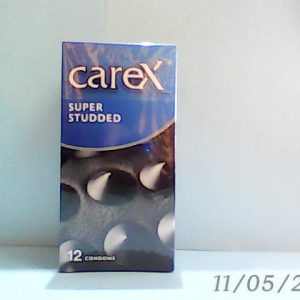 carex
SUPER
STUDDED
12 CONDOMS
11/05/2